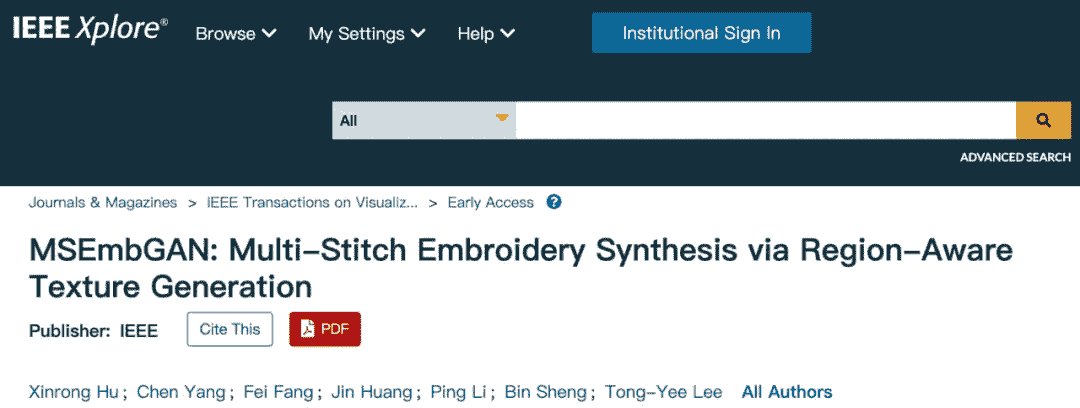 IEEE Xplore® Browse My Settings Help Institutional Sign In
All
ADVANCED SEARCH
Journals & Magazines > IEEE Transactions on Visualiz... > Early Access ?
MSEmbGAN: Multi-Stitch Embroidery Synthesis via Region-Aware
Texture Generation
Publisher: IEEE Cite This PDF
Xinrong Hu; Chen Yang; Fei Fang; Jin Huang; Ping Li; Bin Sheng; Tong-Yee Lee All Authors